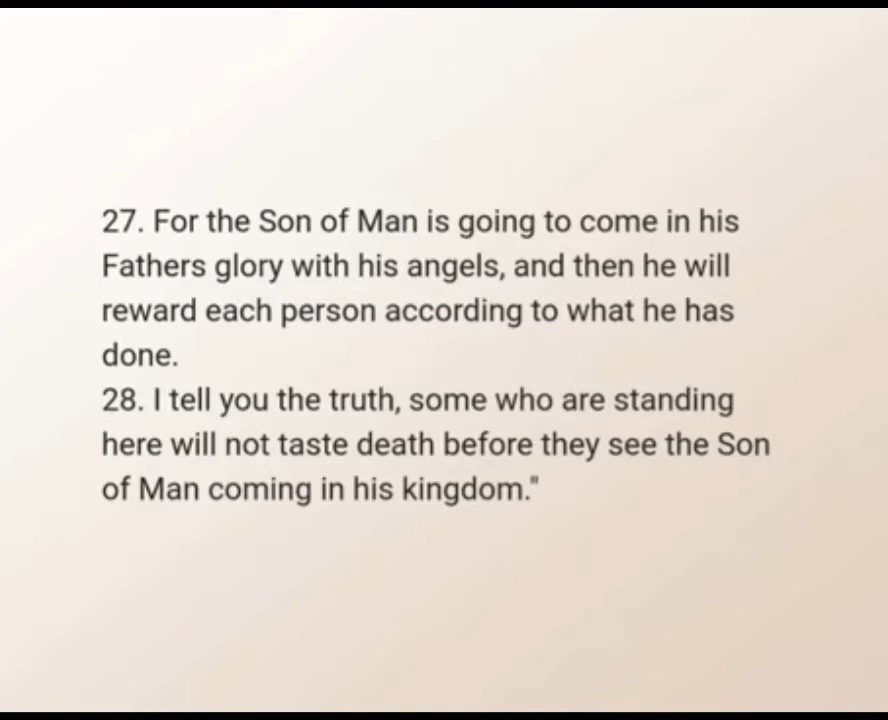 27. For the Son of Man is going to come in his
Fathers glory with his angels, and then he will
reward each person according to what he has
done.
28. I tell you the truth, some who are standing
here will not taste death before they see the Son
of Man coming in his kingdom."